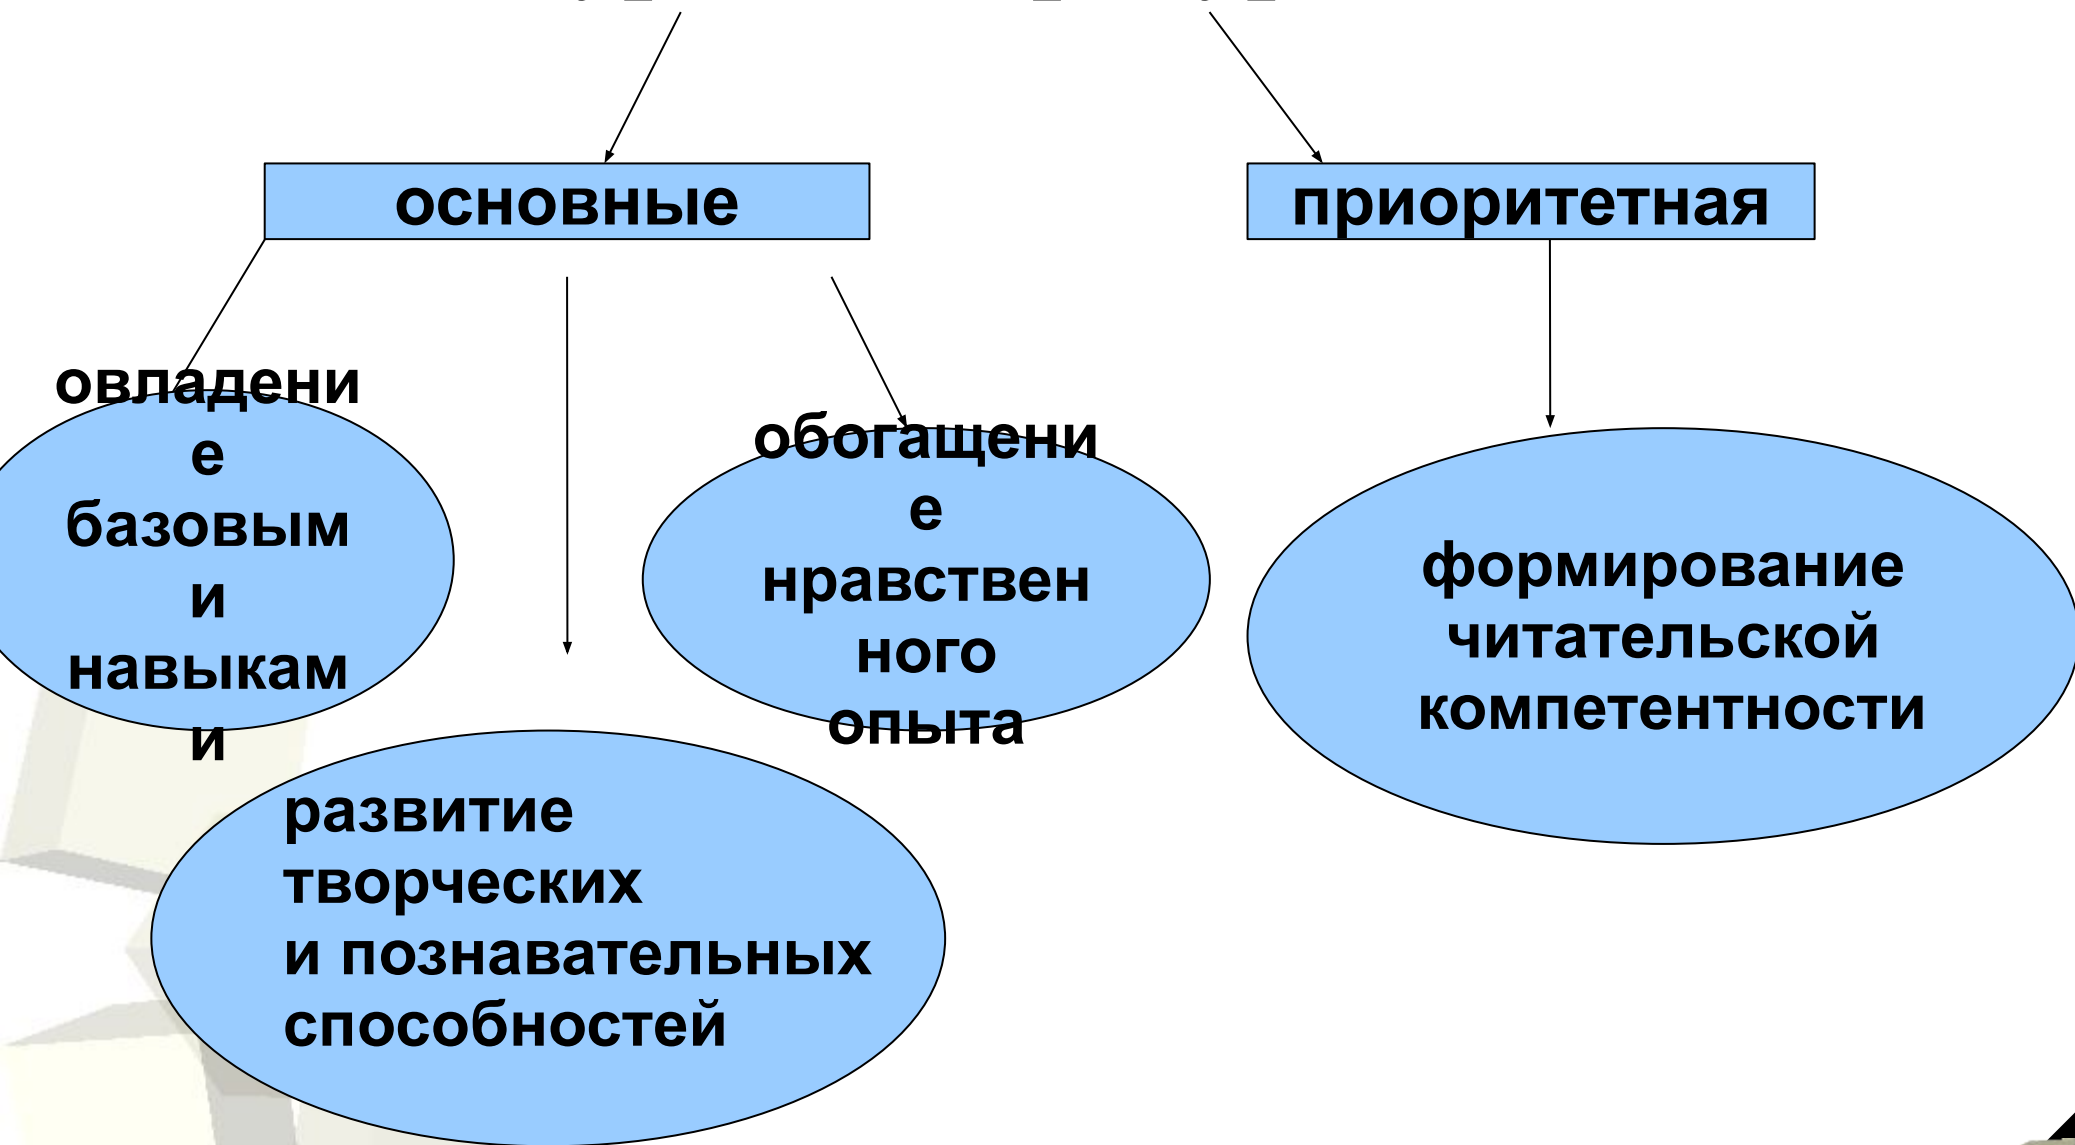 основные
приоритетная
овладени
е
базовым
и
навыкам
и
обогащени
е
нравствен
ного
опыта
развитие
творческих
и познавательных
способностей
формирование
читательской
компетентности